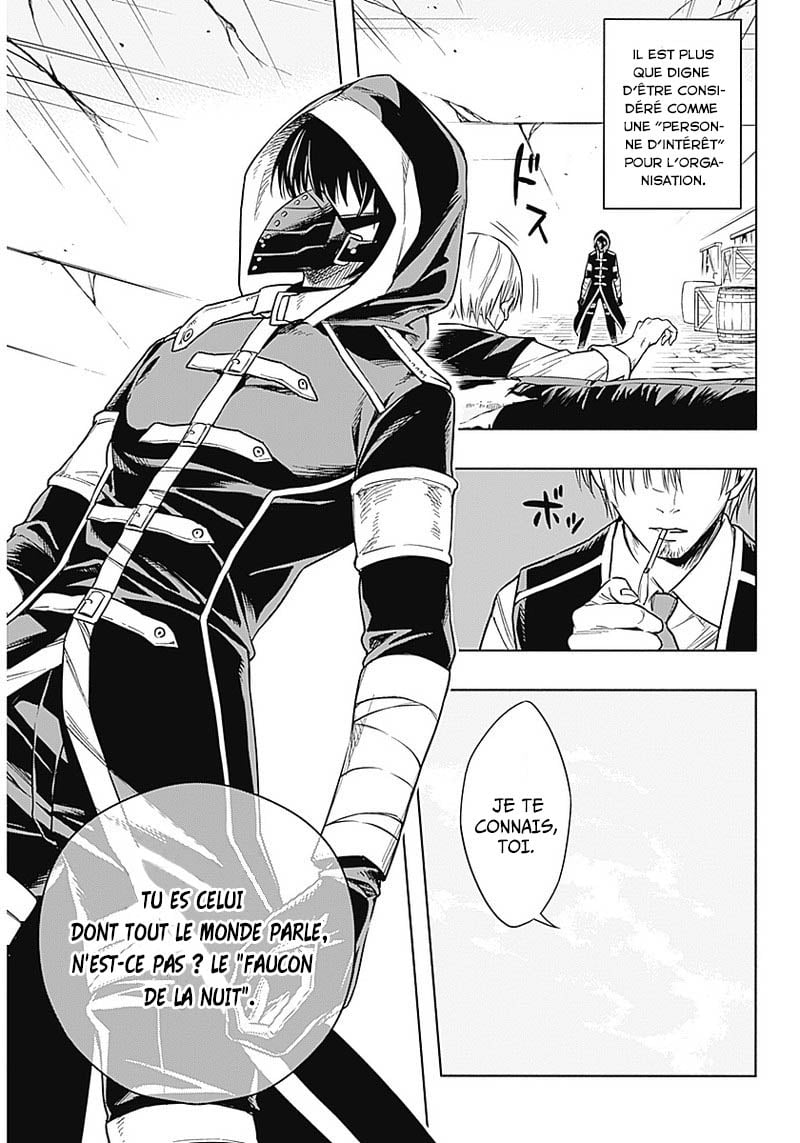 IL EST PLUS
QUE DIGNE
D'ÊTRE CONSI-
DÉRÉ COMME
UNE "PERSON-
NE D'INTÉRÊT"
POUR L'ORGA-
NISATION.
ドス
ボッ
JE TE
CONNAIS,
TOI.
TU ES CELUI
DONT TOUT LE MONDE PARLE,
N'EST-CE PAS ? LE "FAUCON
DE LA NUIT".